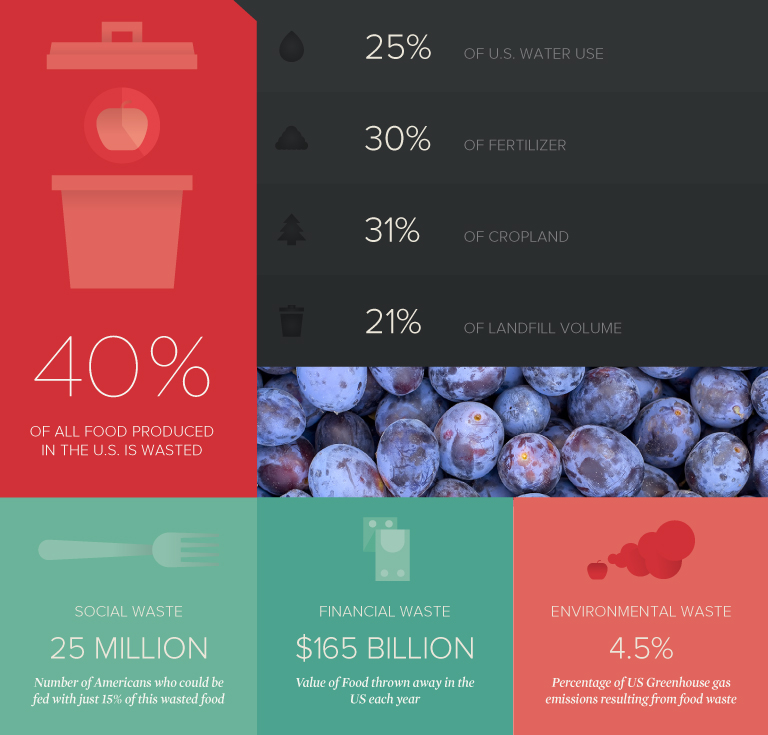 40%
OF ALL FOOD PRODUCED
IN THE U.S. IS WASTED
25% OF U.S. WATER USE
30% OF FERTILIZER
31% OF CROPLAND
21% OF LANDFILL VOLUME
SOCIAL WASTE
25 MILLION
Number of Americans who could be
fed with just 15% of this wasted food
FINANCIAL WASTE
$165 BILLION
Value of Food thrown away in the
US each year
ENVIRONMENTAL WASTE
4.5%
Percentage of US Greenhouse gas
emissions resulting from food waste